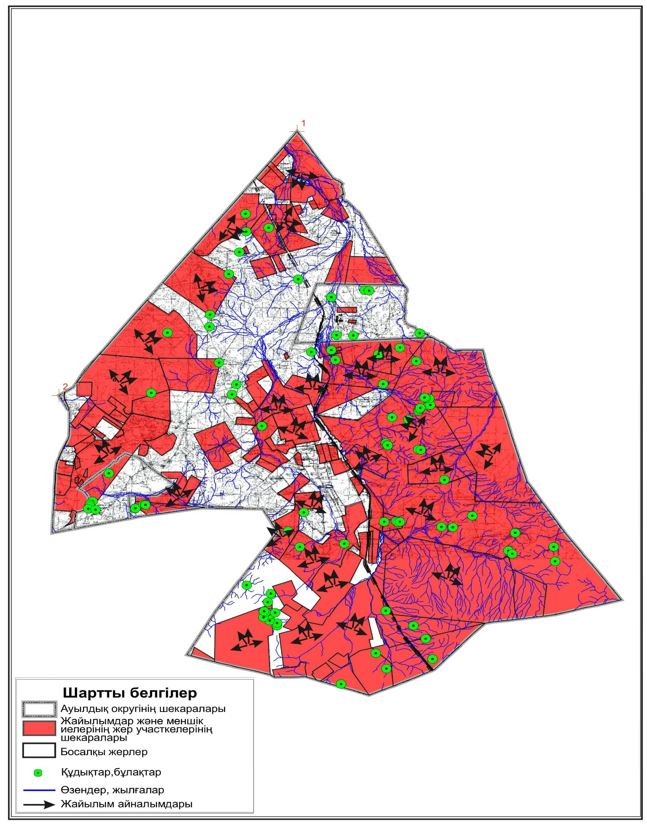 1
2
Шартты белгілер
Ауылдық округінің шекаралары
Жайылымдар және меншік
иелерінің жер участкелерінің
шекаралары
Босалқы жерлер
Құдықтар,бұлақтар
Өзендер, жылғалар
Жайылым айналымдары